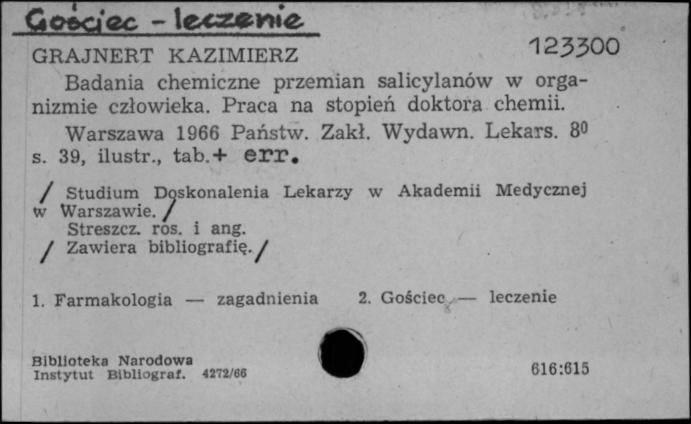 Gościec - leczenie
GRAJNERT KAZIMIERZ 123300
Badania chemiczne przemian salicylanów w orga-
nizmie człowieka. Praca na stopień doktora chemii.
Warszawa 1966 Państw. Zakł. Wydawn. Lekars. 8⁰
s. 39, ilustr., tab.+ err.
/ Studium Doskonalenia Lekarzy w Akademii Medycznej
w Warszawie. /
Streszcz. ros. i ang.
/ Zawiera bibliografię. /
1. Farmakologia — zagadnienia 2. Gościec — leczenie
Biblioteka Narodowa
Instytut Bibliograf. 4272/66 616:615